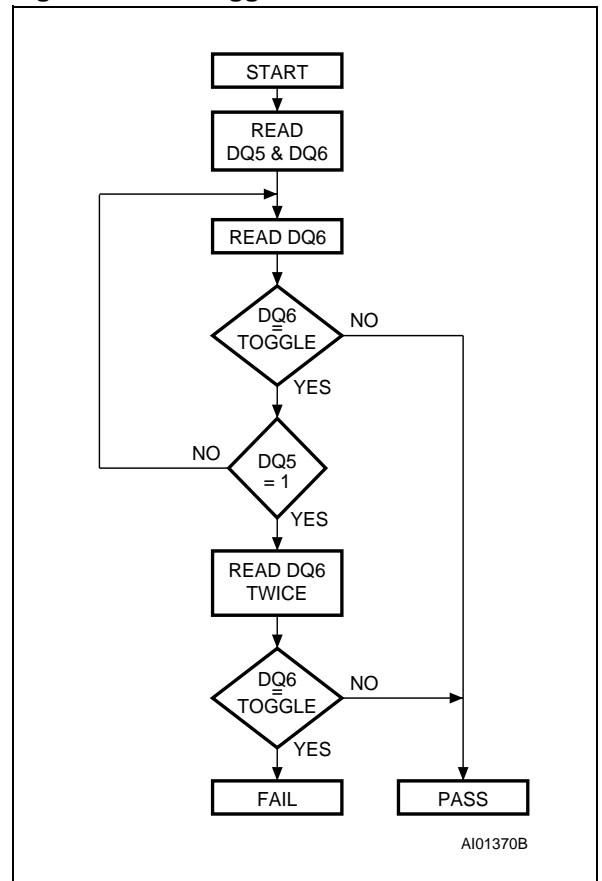 START
READ
DQ5 & DQ6
READ DQ6
DQ6
=
TOGGLE
NO
YES
NO
DQ5
= 1
YES
READ DQ6
TWICE
DQ6
=
TOGGLE
NO
YES
FAIL
PASS
AI01370B